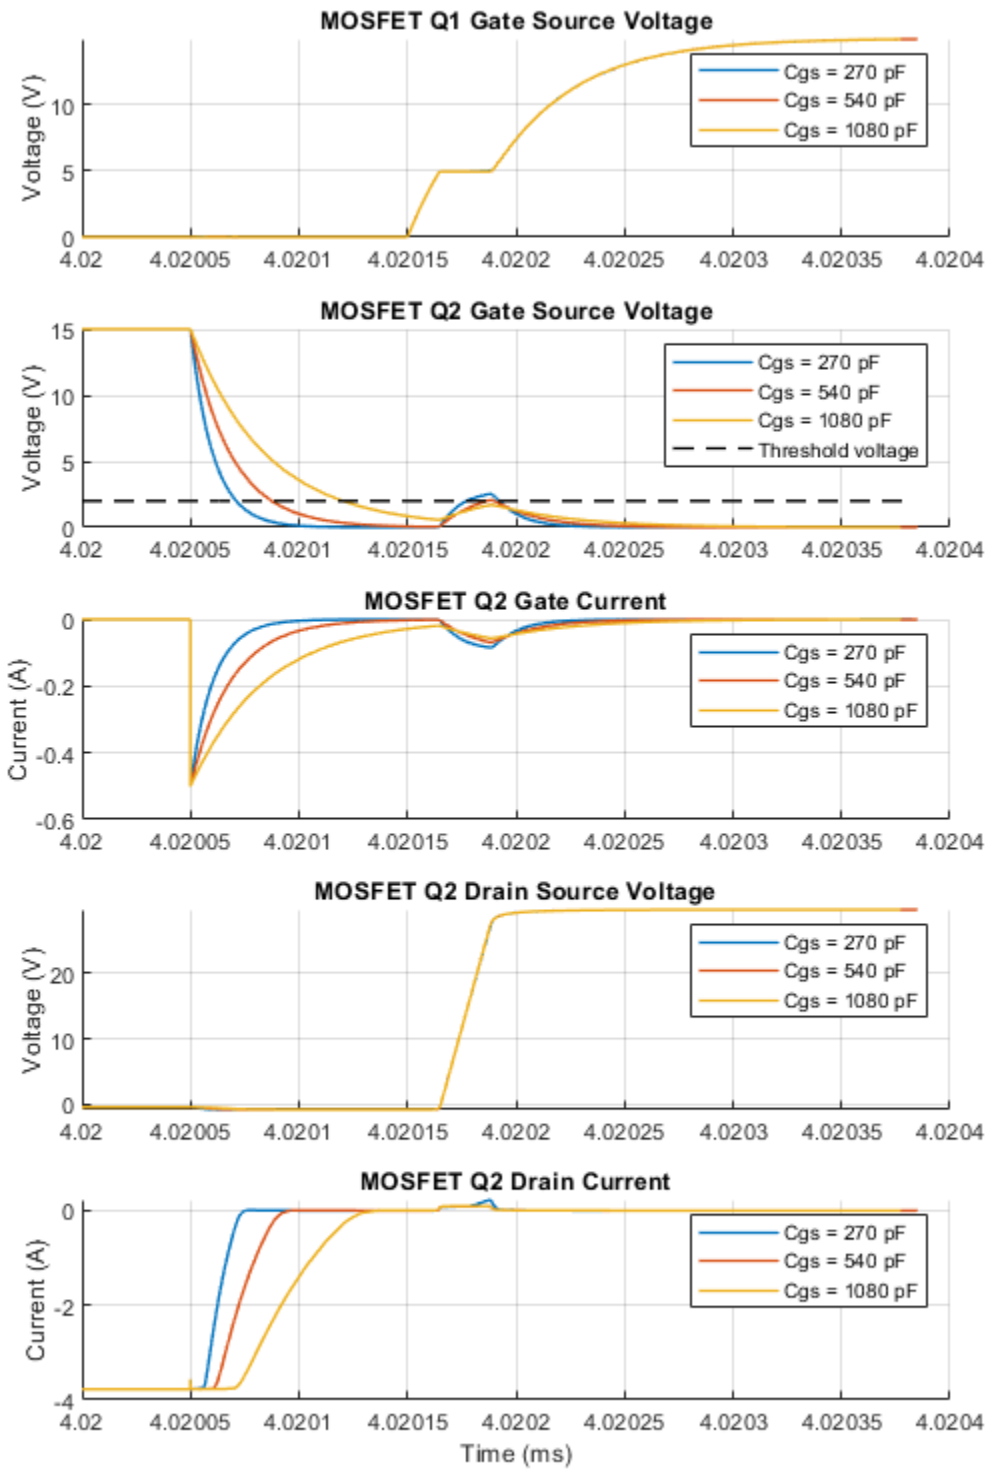 MOSFET Q1 Gate Source Voltage
Voltage (V)
10
5
0
Cgs = 270 pF
Cgs = 540 pF
Cgs = 1080 pF
4.02 4.02005 4.0201 4.02015 4.0202 4.02025 4.0203 4.02035 4.0204
MOSFET Q2 Gate Source Voltage
Voltage (V)
15
10
5
0
Cgs = 270 pF
Cgs = 540 pF
Cgs = 1080 pF
Threshold voltage
4.02 4.02005 4.0201 4.02015 4.0202 4.02025 4.0203 4.02035 4.0204
MOSFET Q2 Gate Current
Current (A)
0
-0.2
-0.4
-0.6
Cgs = 270 pF
Cgs = 540 pF
Cgs = 1080 pF
4.02 4.02005 4.0201 4.02015 4.0202 4.02025 4.0203 4.02035 4.0204
MOSFET Q2 Drain Source Voltage
Voltage (V)
20
10
0
Cgs = 270 pF
Cgs = 540 pF
Cgs = 1080 pF
4.02 4.02005 4.0201 4.02015 4.0202 4.02025 4.0203 4.02035 4.0204
MOSFET Q2 Drain Current
Current (A)
0
-2
-4
Cgs = 270 pF
Cgs = 540 pF
Cgs = 1080 pF
4.02 4.02005 4.0201 4.02015 4.0202 4.02025 4.0203 4.02035 4.0204
Time (ms)